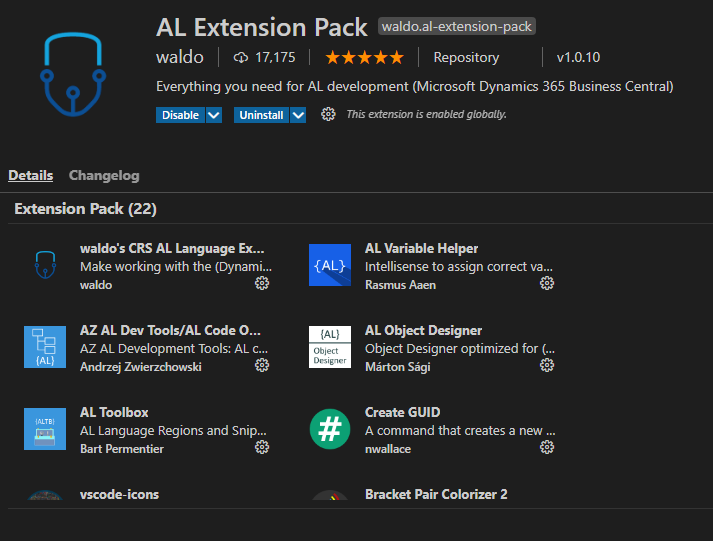 AL Extension Pack waldo.al-extension-pack
waldo 17,175 Repository v1.0.10
Everything you need for AL development (Microsoft Dynamics 365 Business Central)
Disable Uninstall This extension is enabled globally.
Details Changelog
Extension Pack (22)
waldo's CRS AL Language Ex...
Make working with the (Dynami...
waldo
{AL}
AL Variable Helper
Intellisense to assign correct va...
Rasmus Aaen
{AL}
AZ AL Dev Tools/AL Code O...
AZ AL Development Tools: AL c...
Andrzej Zwierzchowski
{AL}
Object
Designer
AL Object Designer
Object Designer optimized for (...
Márton Sági
{ALTB}
AL Toolbox
AL Language Regions and Snip...
Bart Permentier
#
Create GUID
A command that creates a new ...
nwallace
vscode-icons
Bracket Pair Colorizer 2